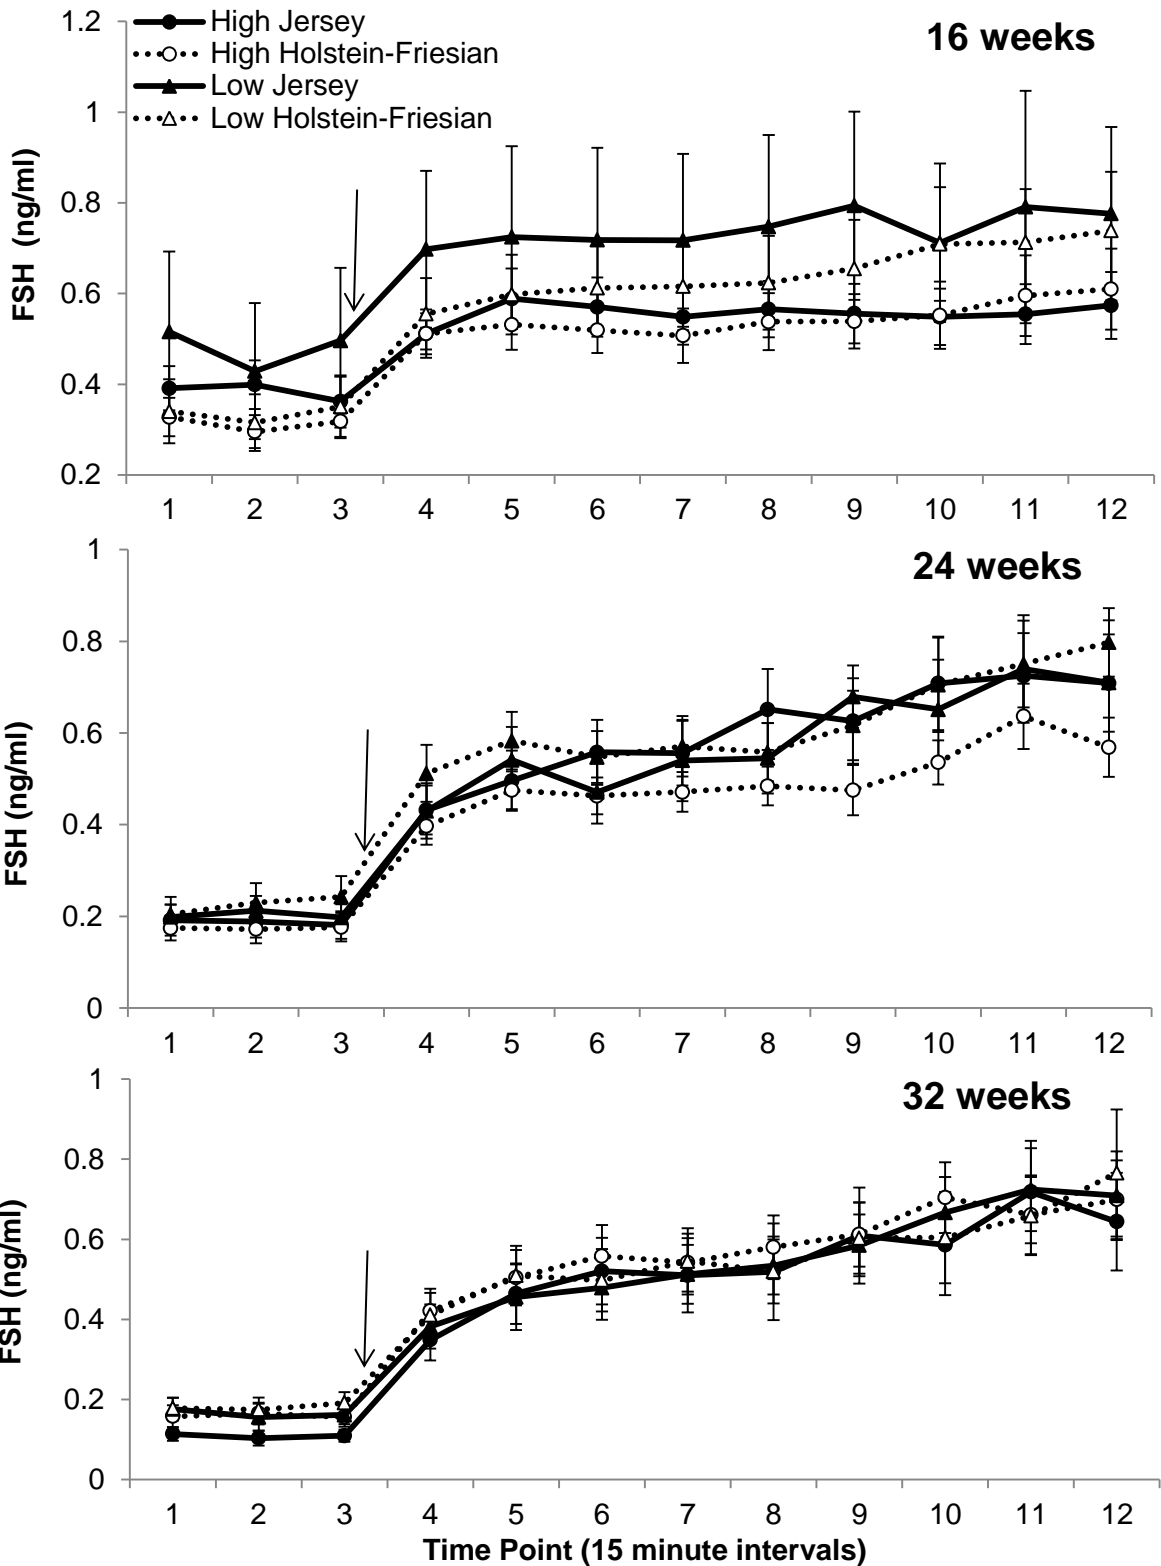 High Jersey
High Holstein-Friesian
Low Jersey
Low Holstein-Friesian
16 weeks
FSH (ng/ml)
1.2
1
0.8
0.6
0.4
0.2
1 2 3 4 5 6 7 8 9 10 11 12
24 weeks
FSH (ng/ml)
1
0.8
0.6
0.4
0.2
0
1 2 3 4 5 6 7 8 9 10 11 12
32 weeks
FSH (ng/ml)
1
0.8
0.6
0.4
0.2
0
1 2 3 4 5 6 7 8 9 10 11 12
Time Point (15 minute intervals)